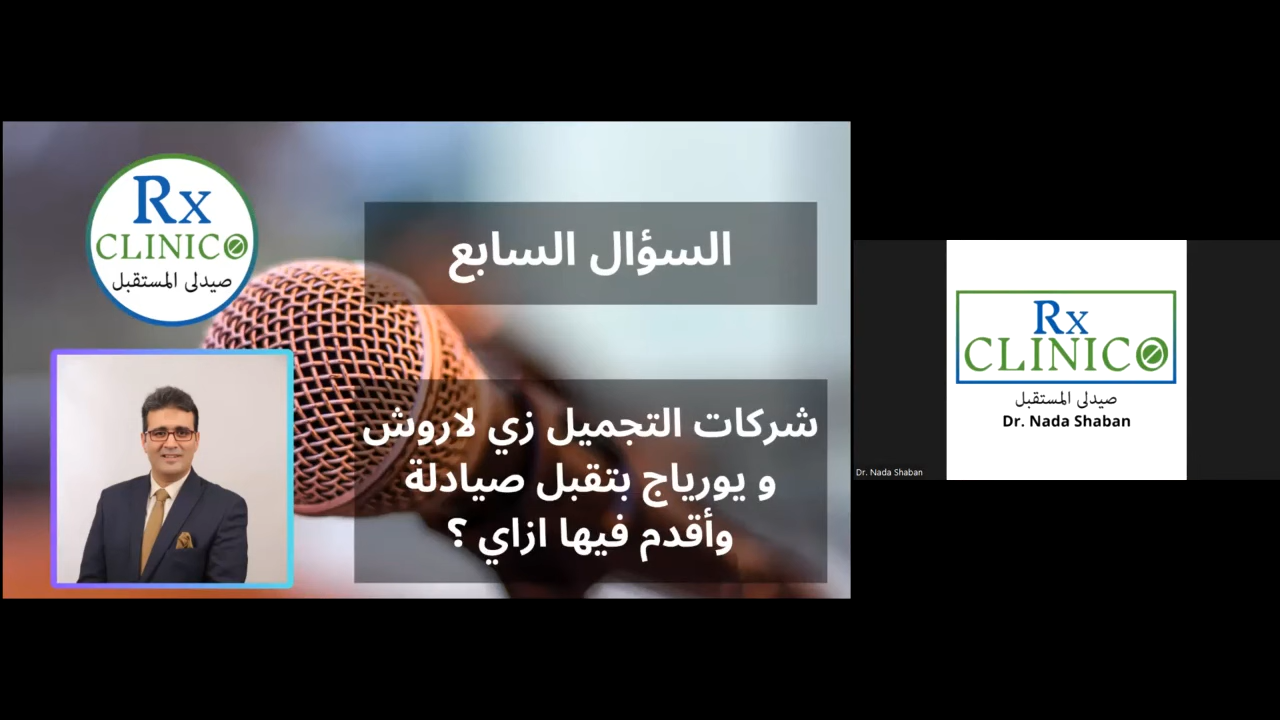 Rx
CLINICO
صيدلى المستقبل
السؤال السابع
شركات التجميل زي لاروش
و يورياج بتقبل صيادلة
وأقدم فيها ازاي ؟
Rx
CLINICO
صيدلى المستقبل
Dr. Nada Shaban
Dr. Nada Shaban